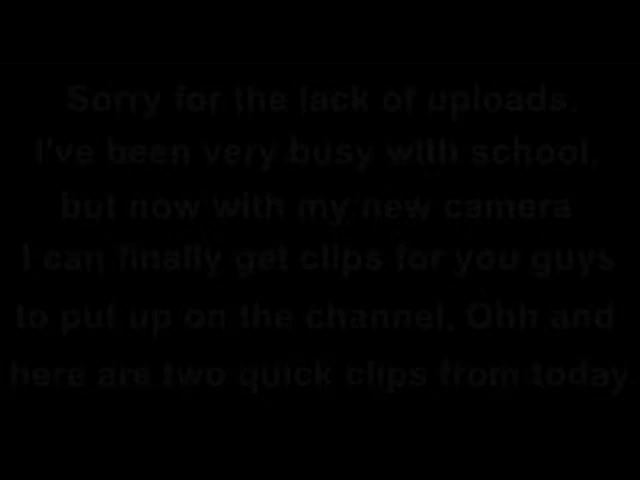 Sorry for the lack of uploads.
I've been very busy with school,
but now with my new camera
I can finally get clips for you guys
to put up on the channel. Ohh and
here are two quick clips from today